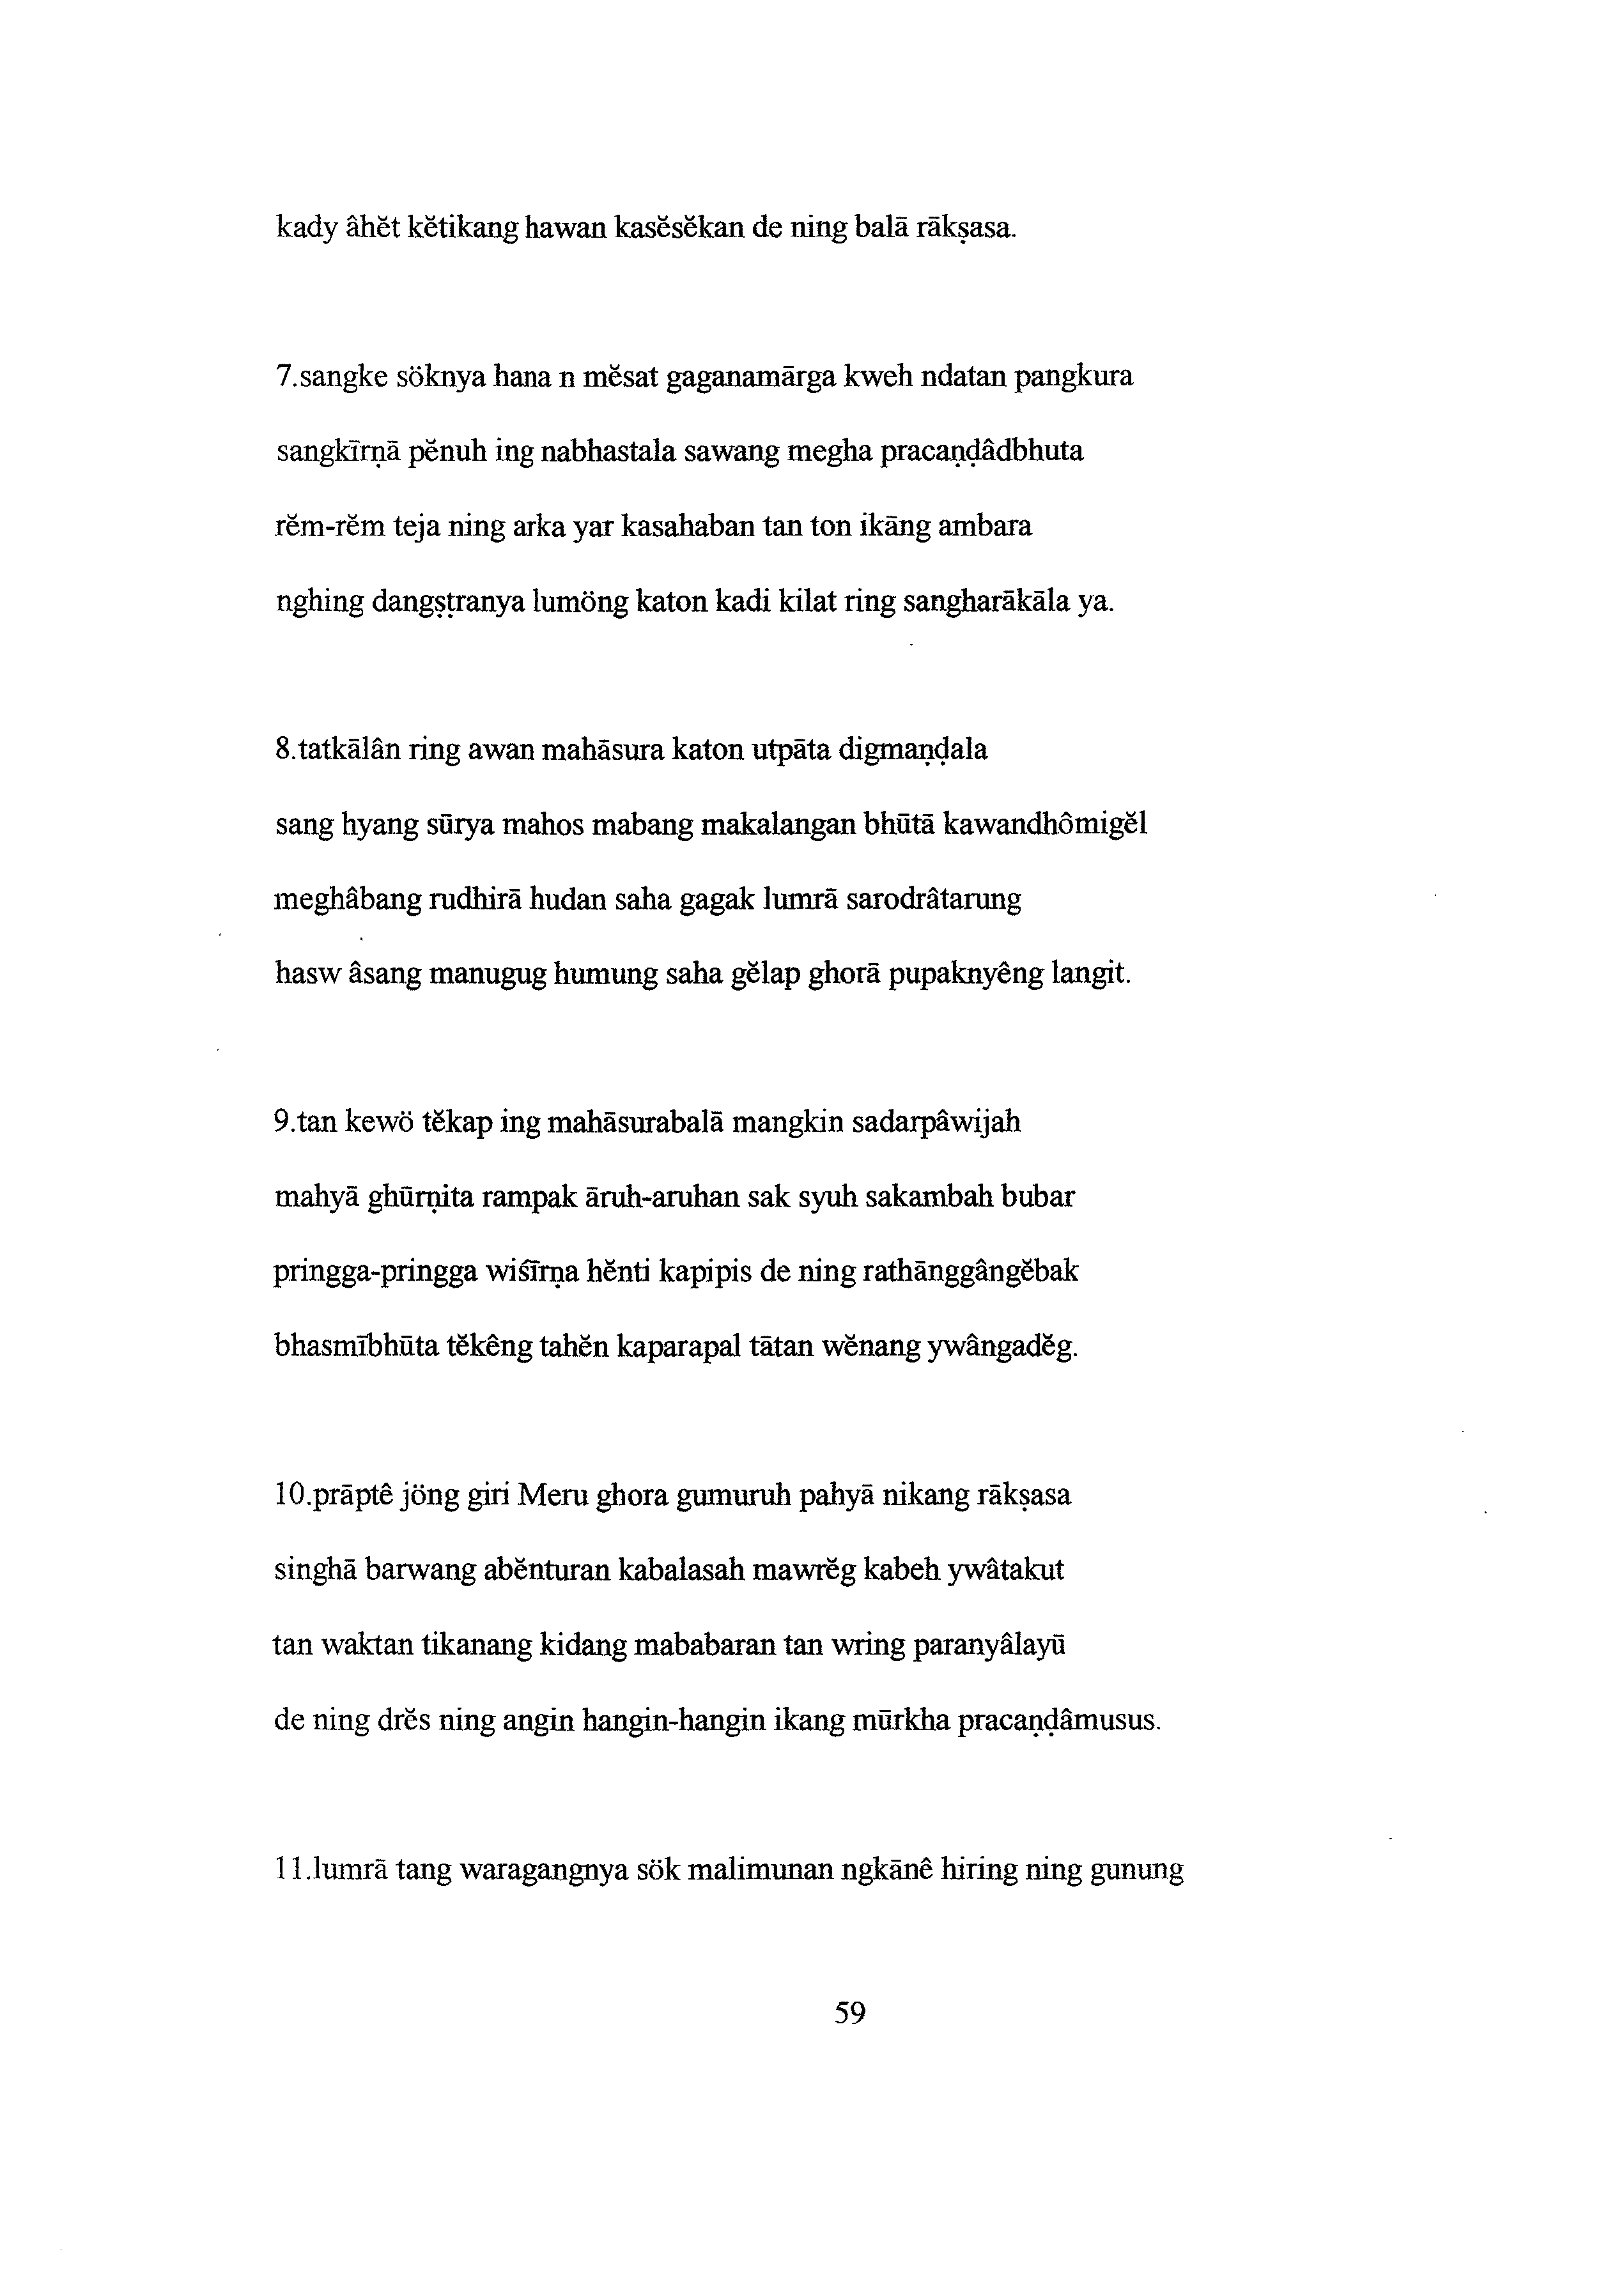 kady âhĕt kĕtikang hawan kasĕsĕkan de ning balā rākṣasa.
7.sangke söknya hana n mĕsat gaganamārga kweh ndatan pangkura
sangkīrṇā pĕnuh ing nabhastala sawang megha pracaṇḍâdbhuta
rĕm-rĕm teja ning arka yar kasahaban tan ton ikāng ambara
nghing dangṣṭranya lumöng katon kadi kilat ring sangharākāla ya.
8.tatkālân ring awan mahāsura katon utpāta digmaṇḍala
sang hyang sūrya mahos mabang makalangan bhūtā kawandhômigĕl
meghâbang rudhirā hudan saha gagak lumrā sarodrâtarung
hasw âsang manugug humung saha gĕlap ghorā pupaknyêng langit.
9.tan kewö tĕkap ing mahāsurabalā mangkin sadarpâwijah
mahyā ghūrṇita rampak āruh-aruhan sak syuh sakambah bubar
pringga-pringga wiśīrṇa hĕnti kapipis de ning rathānggângĕbak
bhasmībhūta tĕkêng tahĕn kaparapal tātan wĕnang ywângadĕg.
10.prāptê jöng giri Meru ghora gumuruh pahyā nikang rākṣasa
singhā barwang abĕnturan kabalasah mawrĕg kabeh ywâtakut
tan waktan tikanang kidang mababaran tan wring paranyâlayū
de ning drĕs ning angin hangin-hangin ikang mūrkha pracaṇḍâmusus.
11.lumrā tang waragangnya sök malimunan ngkānê hiring ning gunung
59